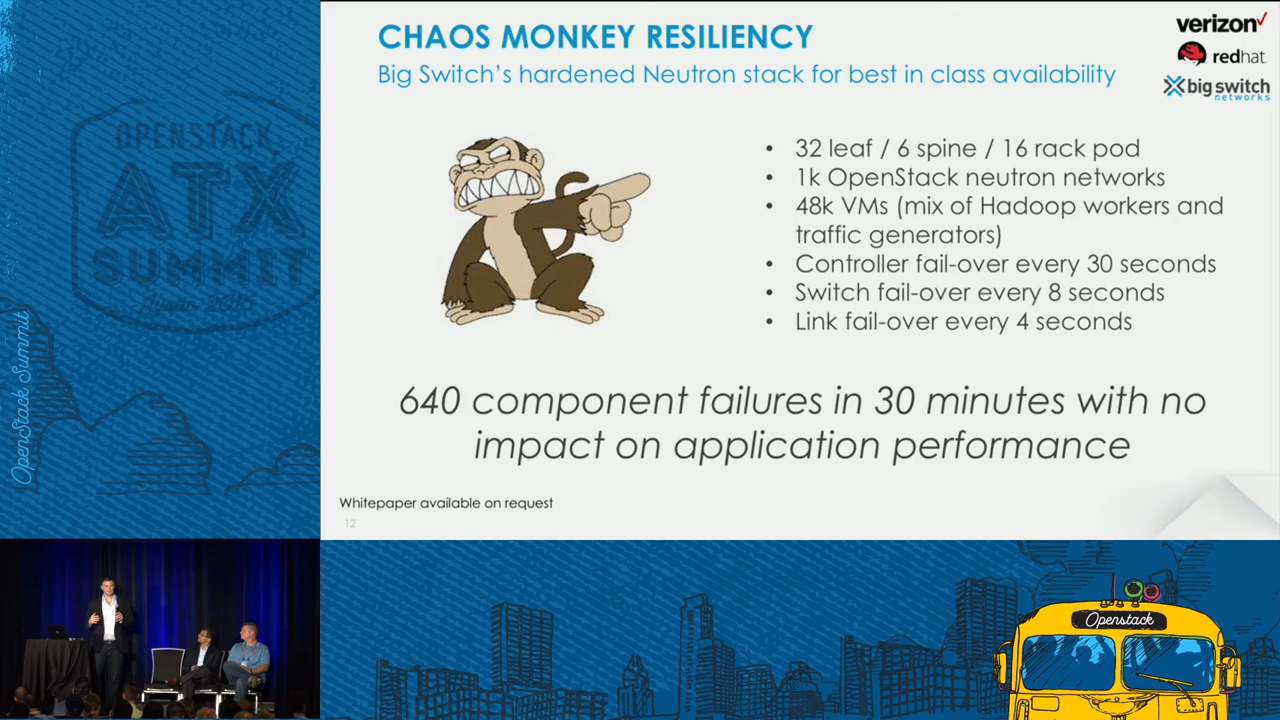 CHAOS MONKEY RESILIENCY
Big Switch's hardened Neutron stack for best in class availability
verizon✓
redhat.
big switch
networks
• 32 leaf / 6 spine / 16 rack pod
• 1k OpenStack neutron networks
• 48k VMs (mix of Hadoop workers and
traffic generators)
• Controller fail-over every 30 seconds
• Switch fail-over every 8 seconds
• Link fail-over every 4 seconds
640 component failures in 30 minutes with no
impact on application performance
Whitepaper available on request
12
OPENSTACK
ATX
SUMMIT
Austin 2016
OpenStack Summit
Openstack